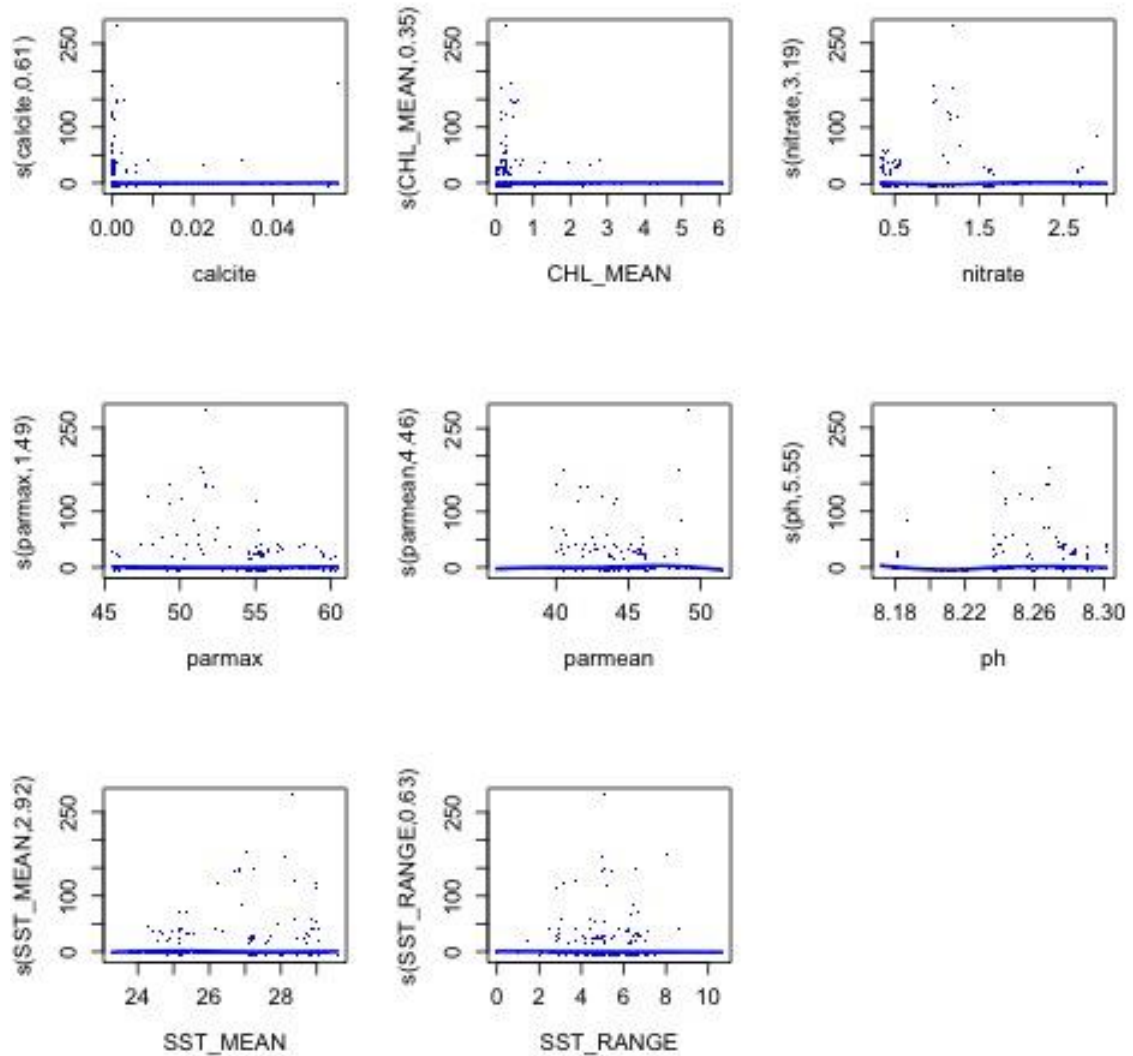 s(calcite,0.61)
250
100
0
0.00 0.02 0.04
calcite
s(CHL_MEAN,0.35)
250
100
0
0 1 2 3 4 5 6
CHL_MEAN
s(nitrate,3.19)
250
100
0
0.5 1.5 2.5
nitrate
s(parmax,1.49)
250
100
0
45 50 55 60
parmax
s(parmean,4.46)
250
100
0
40 45 50
parmean
s(ph,5.55)
250
100
0
8.18 8.22 8.26 8.30
ph
s(SST_MEAN,2.92)
250
100
0
24 26 28
SST_MEAN
s(SST_RANGE,0.63)
250
100
0
0 2 4 6 8 10
SST_RANGE